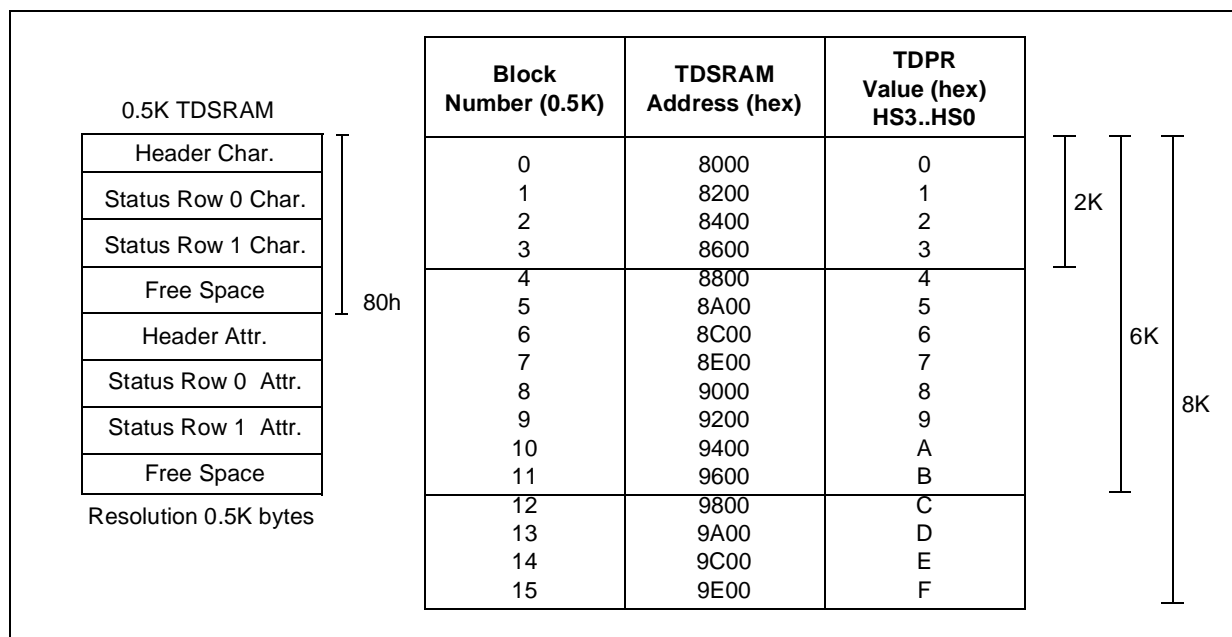 0.5K TDSRAM
Header Char.
Status Row 0 Char.
Status Row 1 Char.
Free Space
Header Attr.
Status Row 0 Attr.
Status Row 1 Attr.
Free Space
Resolution 0.5K bytes
80h
Block Number (0.5K) TDSRAM Address (hex) TDPR Value (hex) HS3..HS0
0 8000 0
1 8200 1
2 8400 2
3 8600 3
4 8800 4
5 8A00 5
6 8C00 6
7 8E00 7
8 9000 8
9 9200 9
10 9400 A
11 9600 B
12 9800 C
13 9A00 D
14 9C00 E
15 9E00 F
2K
6K
8K